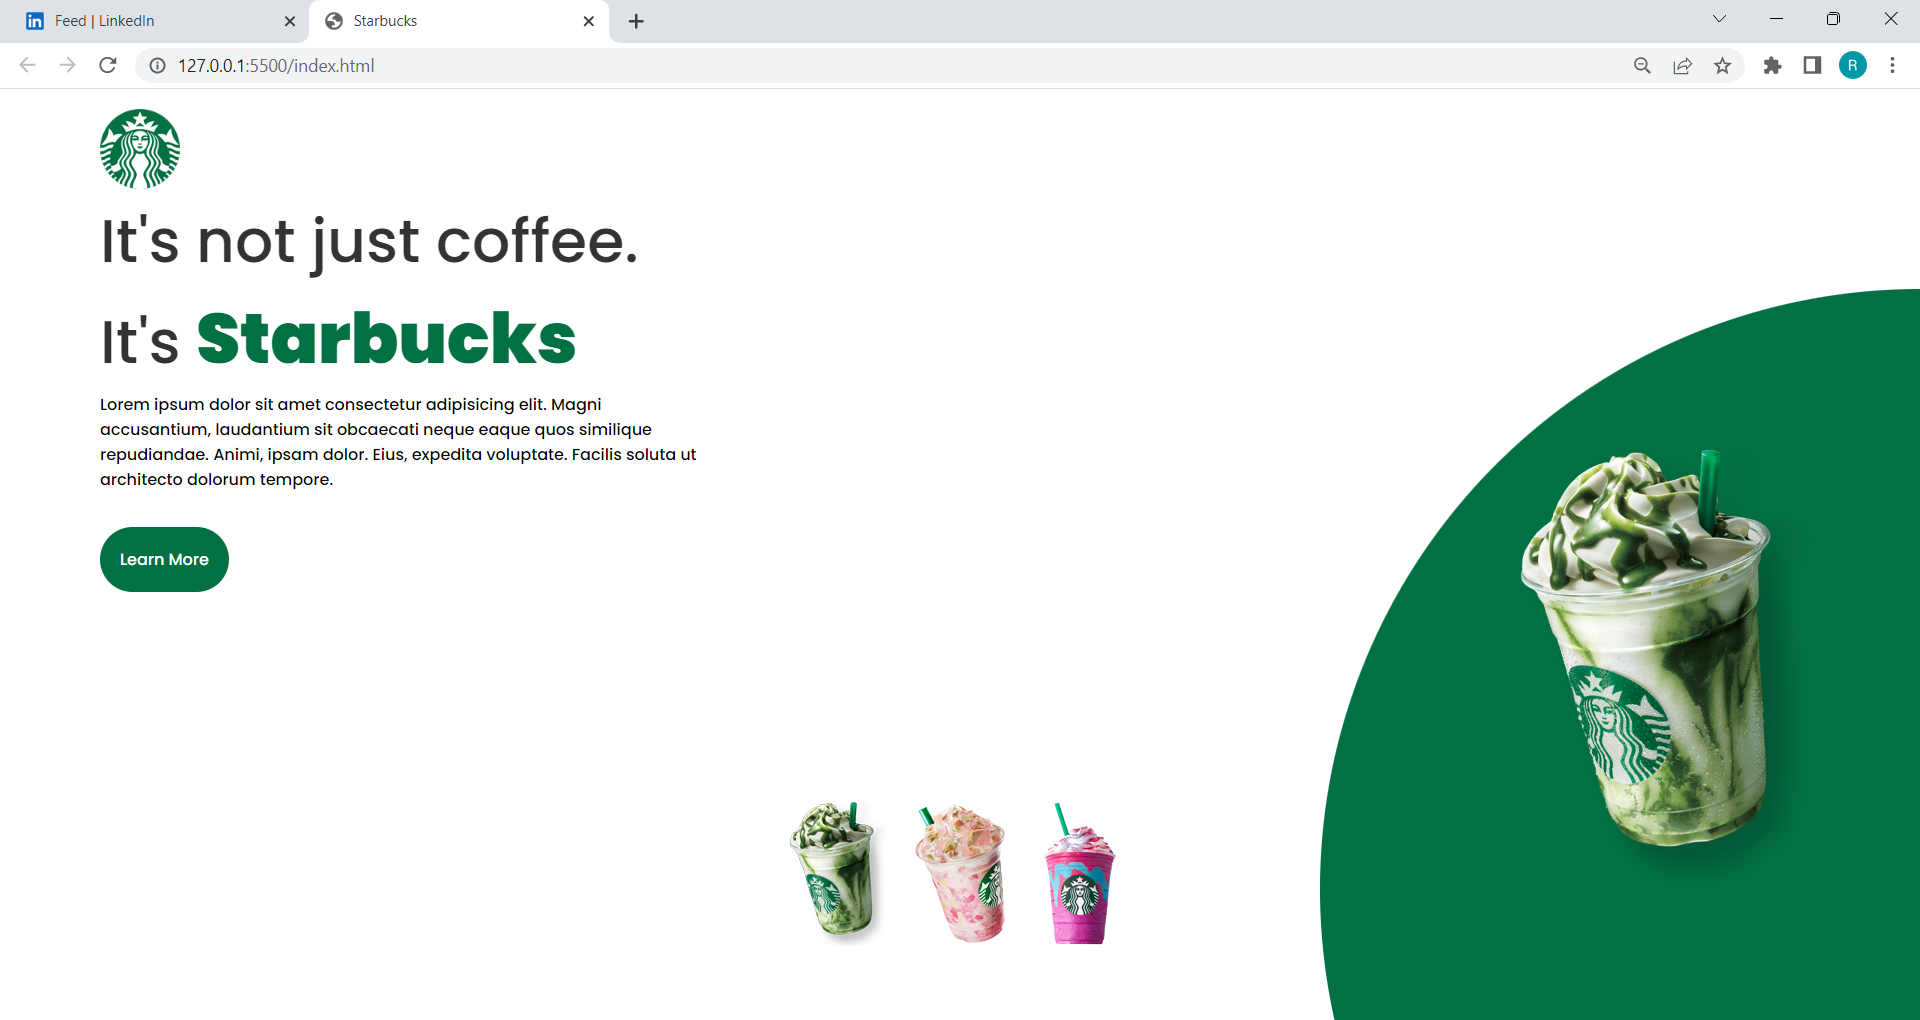 Feed | LinkedIn
Starbucks
127.0.0.1:5500/index.html
R
It's not just coffee.
It's Starbucks
Lorem ipsum dolor sit amet consectetur adipisicing elit. Magni
accusantium, laudantium sit obcaecati neque eaque quos similique
repudiandae. Animi, ipsam dolor. Eius, expedita voluptate. Facilis soluta ut
architecto dolorum tempore.
Learn More